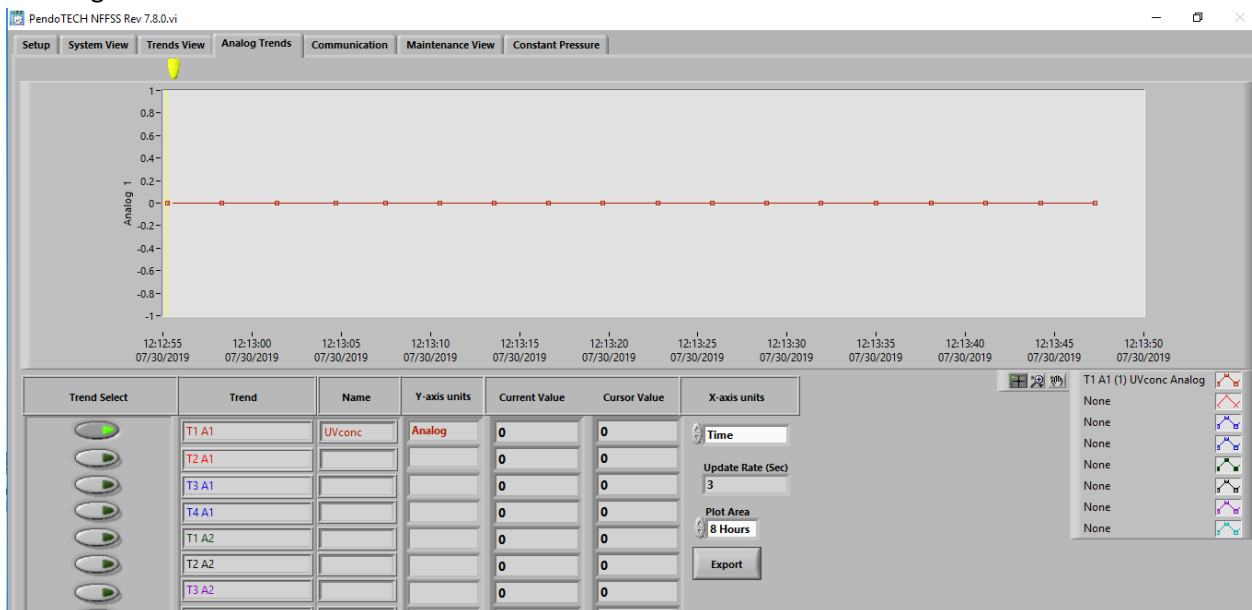 PendoTECH NFFSS Rev 7.8.0.vi
Setup System View Trends View Analog Trends Communication Maintenance View Constant Pressure
1
0.8
0.6
0.4
0.2
0
-0.2
-0.4
-0.6
-0.8
-1
Analog 1
12:12:55 12:13:00 12:13:05 12:13:10 12:13:15 12:13:20 12:13:25 12:13:30 12:13:35 12:13:40 12:13:45 12:13:50
07/30/2019 07/30/2019 07/30/2019 07/30/2019 07/30/2019 07/30/2019 07/30/2019 07/30/2019 07/30/2019 07/30/2019 07/30/2019 07/30/2019
Trend Select Trend Name Y-axis units Current Value Cursor Value X-axis units
T1 A1 UVconc Analog 0 0
T2 A1 0 0
T3 A1 0 0
T4 A1 0 0
T1 A2 0 0
T2 A2 0 0
T3 A2 0 0
Time
Update Rate (Sec)
3
Plot Area
8 Hours
Export
T1 A1 (1) UVconc Analog
None
None
None
None
None
None
None